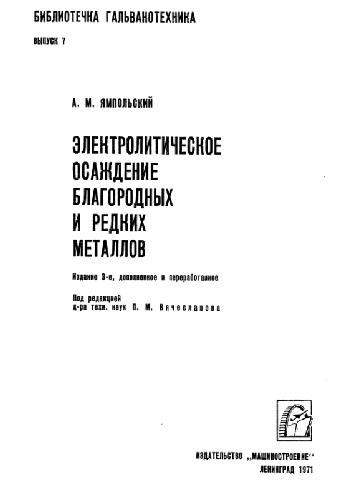 БИБЛИОТЕЧКА ГАЛЬВАНОТЕХНИКА
ВЫПУСК 7
А. М. ЯМПОЛЬСКИЙ
ЭЛЕКТРОЛИТИЧЕСКОЕ
ОСАЖДЕНИЕ
БЛАГОРОДНЫХ
И РЕДКИХ
МЕТАЛЛОВ
Издание 3-е, дополненное и переработанное
Под редакцией
д-ра техн. наук П. М. Вячеславова
ИЗДАТЕЛЬСТВО „МАШИНОСТРОЕНИЕ"
ЛЕНИНГРАД 1971